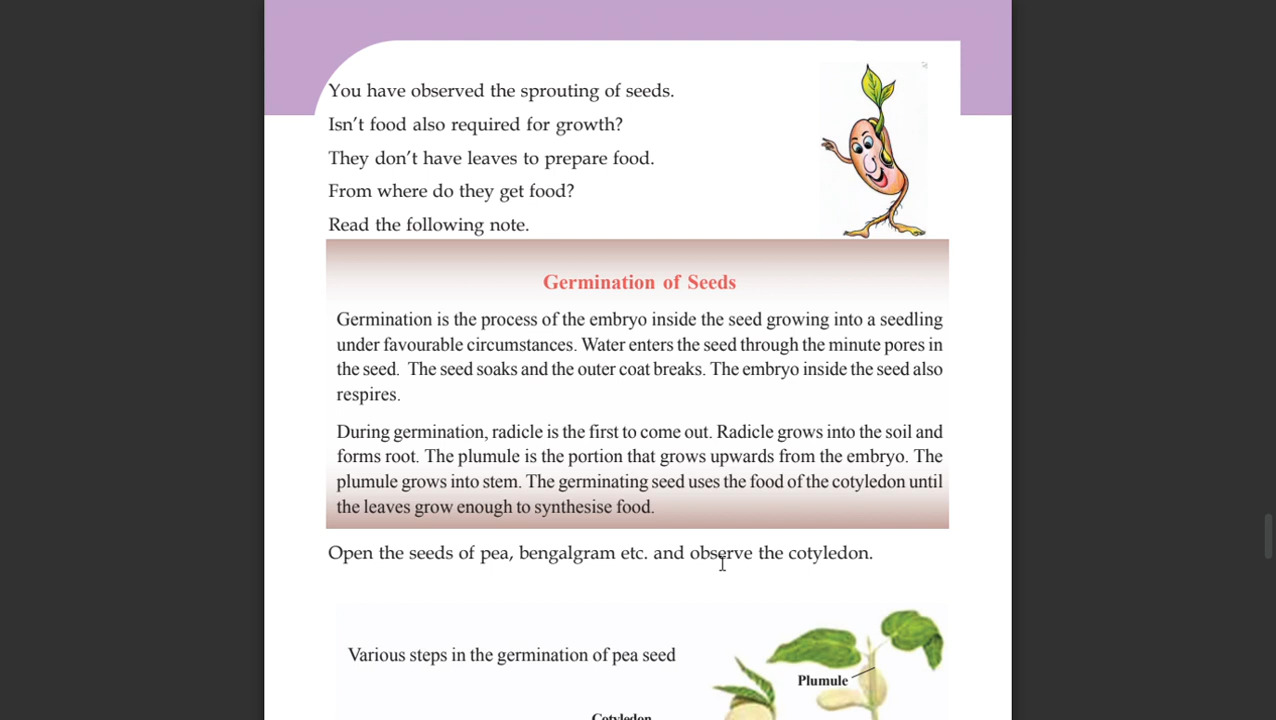 You have observed the sprouting of seeds.
Isn't food also required for growth?
They don't have leaves to prepare food.
From where do they get food?
Read the following note.
Germination of Seeds
Germination is the process of the embryo inside the seed growing into a seedling
under favourable circumstances. Water enters the seed through the minute pores in
the seed. The seed soaks and the outer coat breaks. The embryo inside the seed also
respires.
During germination, radicle is the first to come out. Radicle grows into the soil and
forms root. The plumule is the portion that grows upwards from the embryo. The
plumule grows into stem. The germinating seed uses the food of the cotyledon until
the leaves grow enough to synthesise food.
Open the seeds of pea, bengalgram etc. and observe the cotyledon.
Various steps in the germination of pea seed
Plumule
Cotyledon